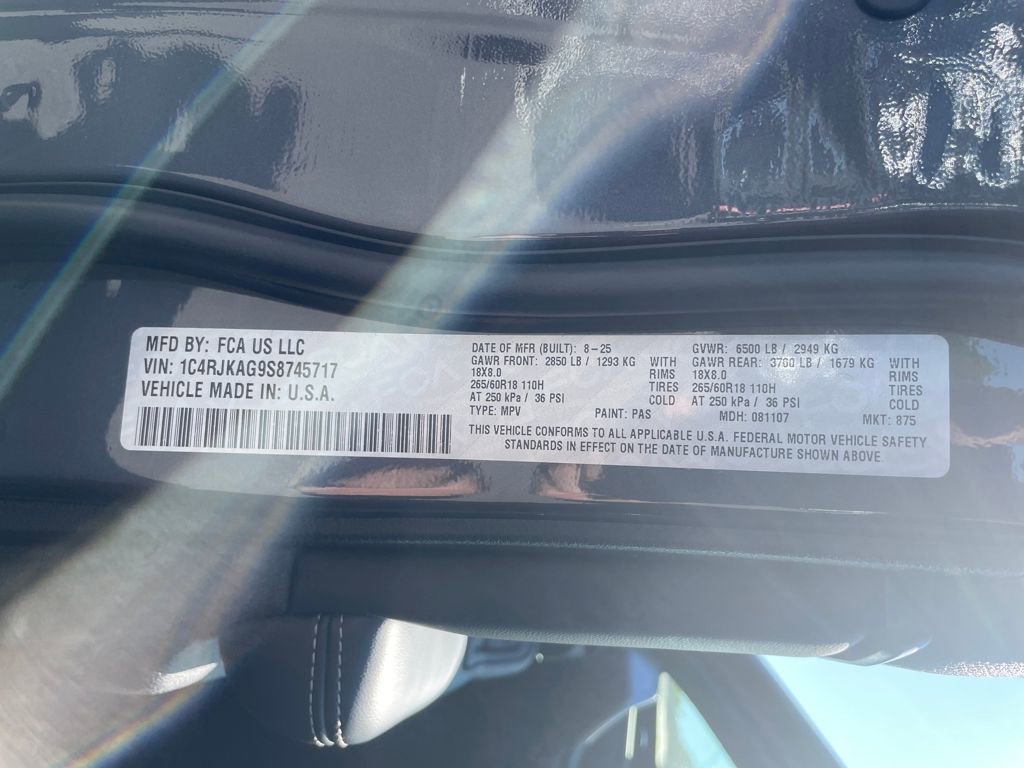 MFD BY: FCA US LLC
VIN: 1C4RJKAG9S8745717
VEHICLE MADE IN: U.S.A.
DATE OF MFR (BUILT): 8-25 GVWR: 6500 LB / 2949 KG
GAWR FRONT: 2850 LB / 1293 KG WITH GAWR REAR: 3700 LB / 1679 KG WITH
18X8.0 RIMS 18X8.0 RIMS
265/60R18 110H TIRES 265/60R18 110H TIRES
AT 250 kPa / 36 PSI COLD AT 250 kPa / 36 PSI COLD
TYPE: MPV PAINT: PAS MDH: 081107 MKT: 875
THIS VEHICLE CONFORMS TO ALL APPLICABLE U.S.A. FEDERAL MOTOR VEHICLE SAFETY
STANDARDS IN EFFECT ON THE DATE OF MANUFACTURE SHOWN ABOVE.